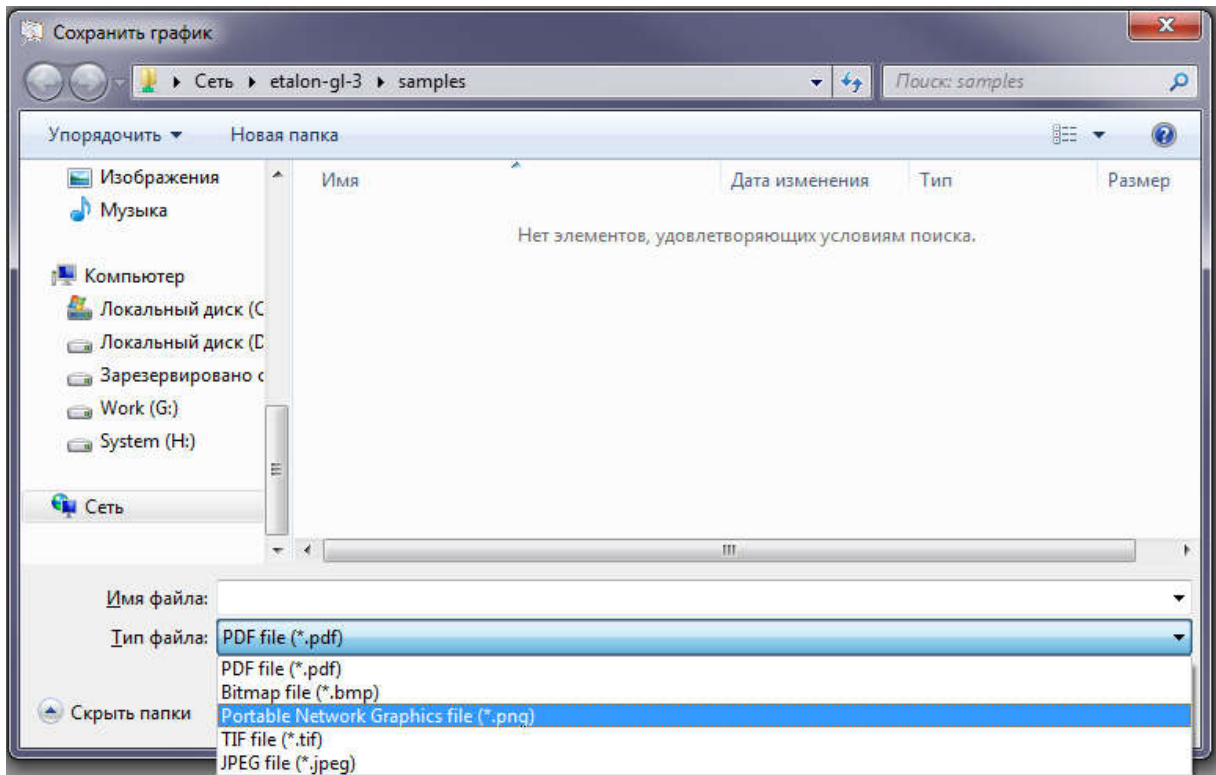 Сохранить график
Сеть etalon-gl-3 samples
Поиск: samples
Упорядочить Новая папка
Изображения
Музыка
Компьютер
Локальный диск (C
Локальный диск (D
Зарезервировано с
Work (G:)
System (H:)
Сеть
Имя Дата изменения Тип Размер
Нет элементов, удовлетворяющих условиям поиска.
Имя файла:
Тип файла: PDF file (*.pdf)
PDF file (*.pdf)
Bitmap file (*.bmp)
Portable Network Graphics file (*.png)
TIF file (*.tif)
JPEG file (*.jpeg)
Скрыть папки